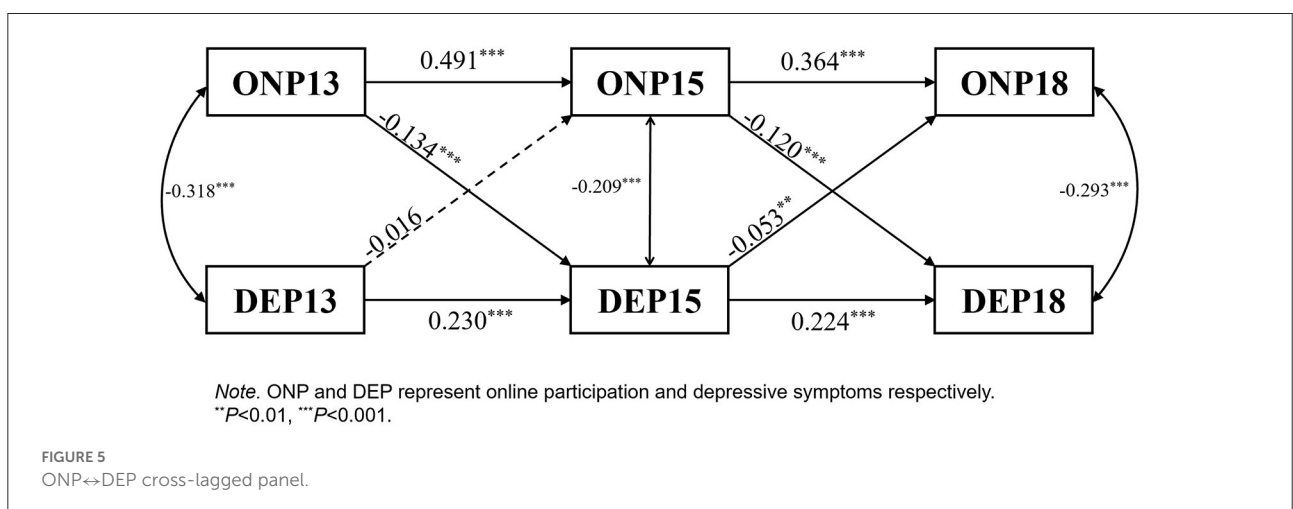 0.491***
0.364***
ONP13
ONP15
ONP18
-0.134***
-0.120***
-0.318***
-0.209***
-0.293***
-0.016
-0.053**
DEP13
DEP15
DEP18
0.230***
0.224***
Note. ONP and DEP represent online participation and depressive symptoms respectively.
**P<0.01, ***P<0.001.
FIGURE 5
ONP↔DEP cross-lagged panel.